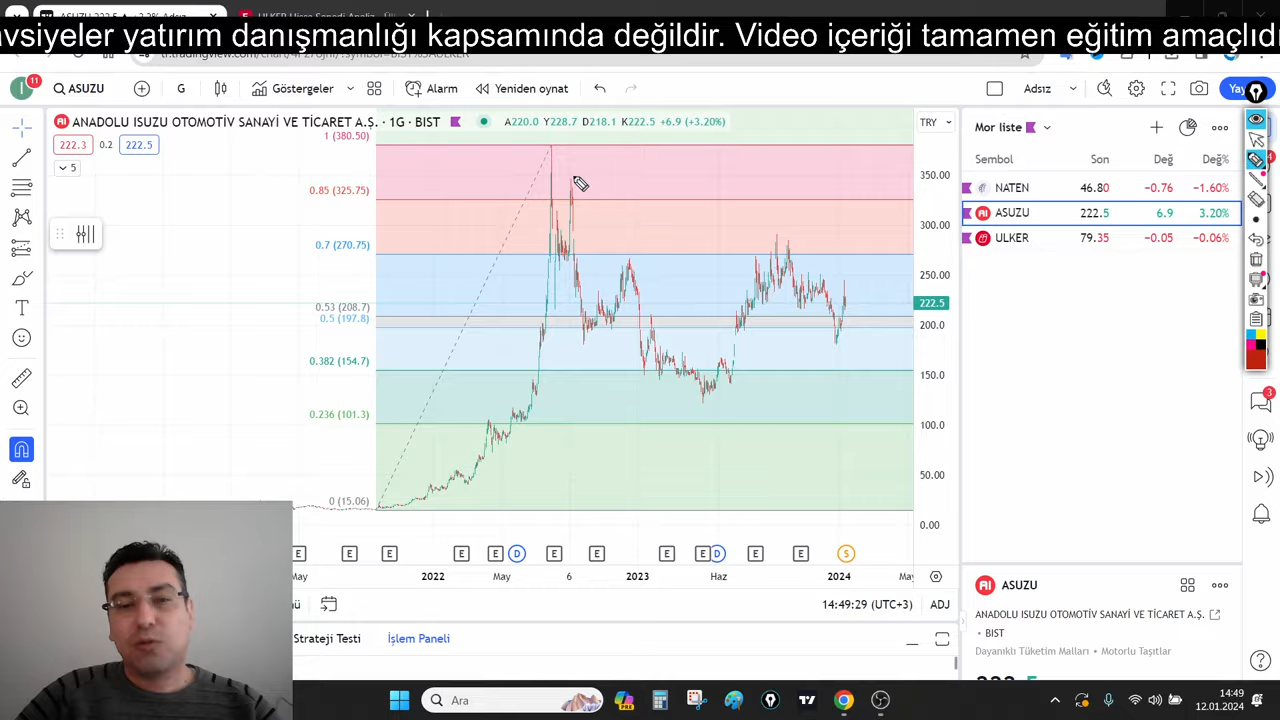 avsiyeler yatırım danışmanlığı kapsamında değildir. Video içeriği tamamen eğitim amaçlıdı
11
ASUZU
G
Göstergeler
Alarm
Yeniden oynat
Adsız
Yay
ANADOLU ISUZU OTOMOTİV SANAYİ VE TİCARET A.Ş. · 1G · BIST
A220.0 Y228.7 D218.1 K222.5 +6.9 (+3.20%)
TRY
222.3
0.2
222.5
5
1 (380.50)
0.85 (325.75)
0.7 (270.75)
0.53 (208.7)
0.5 (197.8)
0.382 (154.7)
0.236 (101.3)
0 (15.06)
350.00
300.00
250.00
222.5
200.0
150.0
100.0
50.00
0.00
E E E E E D E E E E D E E S
May
2022
May
6
2023
Haz
2024
May
14:49:29 (UTC+3)
ADJ
Strateji Testi
İşlem Paneli
Mor liste
Sembol Son Değ Değ%
NATEN 46.80 −0.76 −1.60%
ASUZU 222.5 6.9 3.20%
ULKER 79.35 −0.05 −0.06%
3
ASUZU
ANADOLU ISUZU OTOMOTİV SANAYİ VE TİCARET A.Ş.
• BIST
Dayanıklı Tüketim Malları • Motorlu Taşıtlar
Ara
14:49
12.01.2024